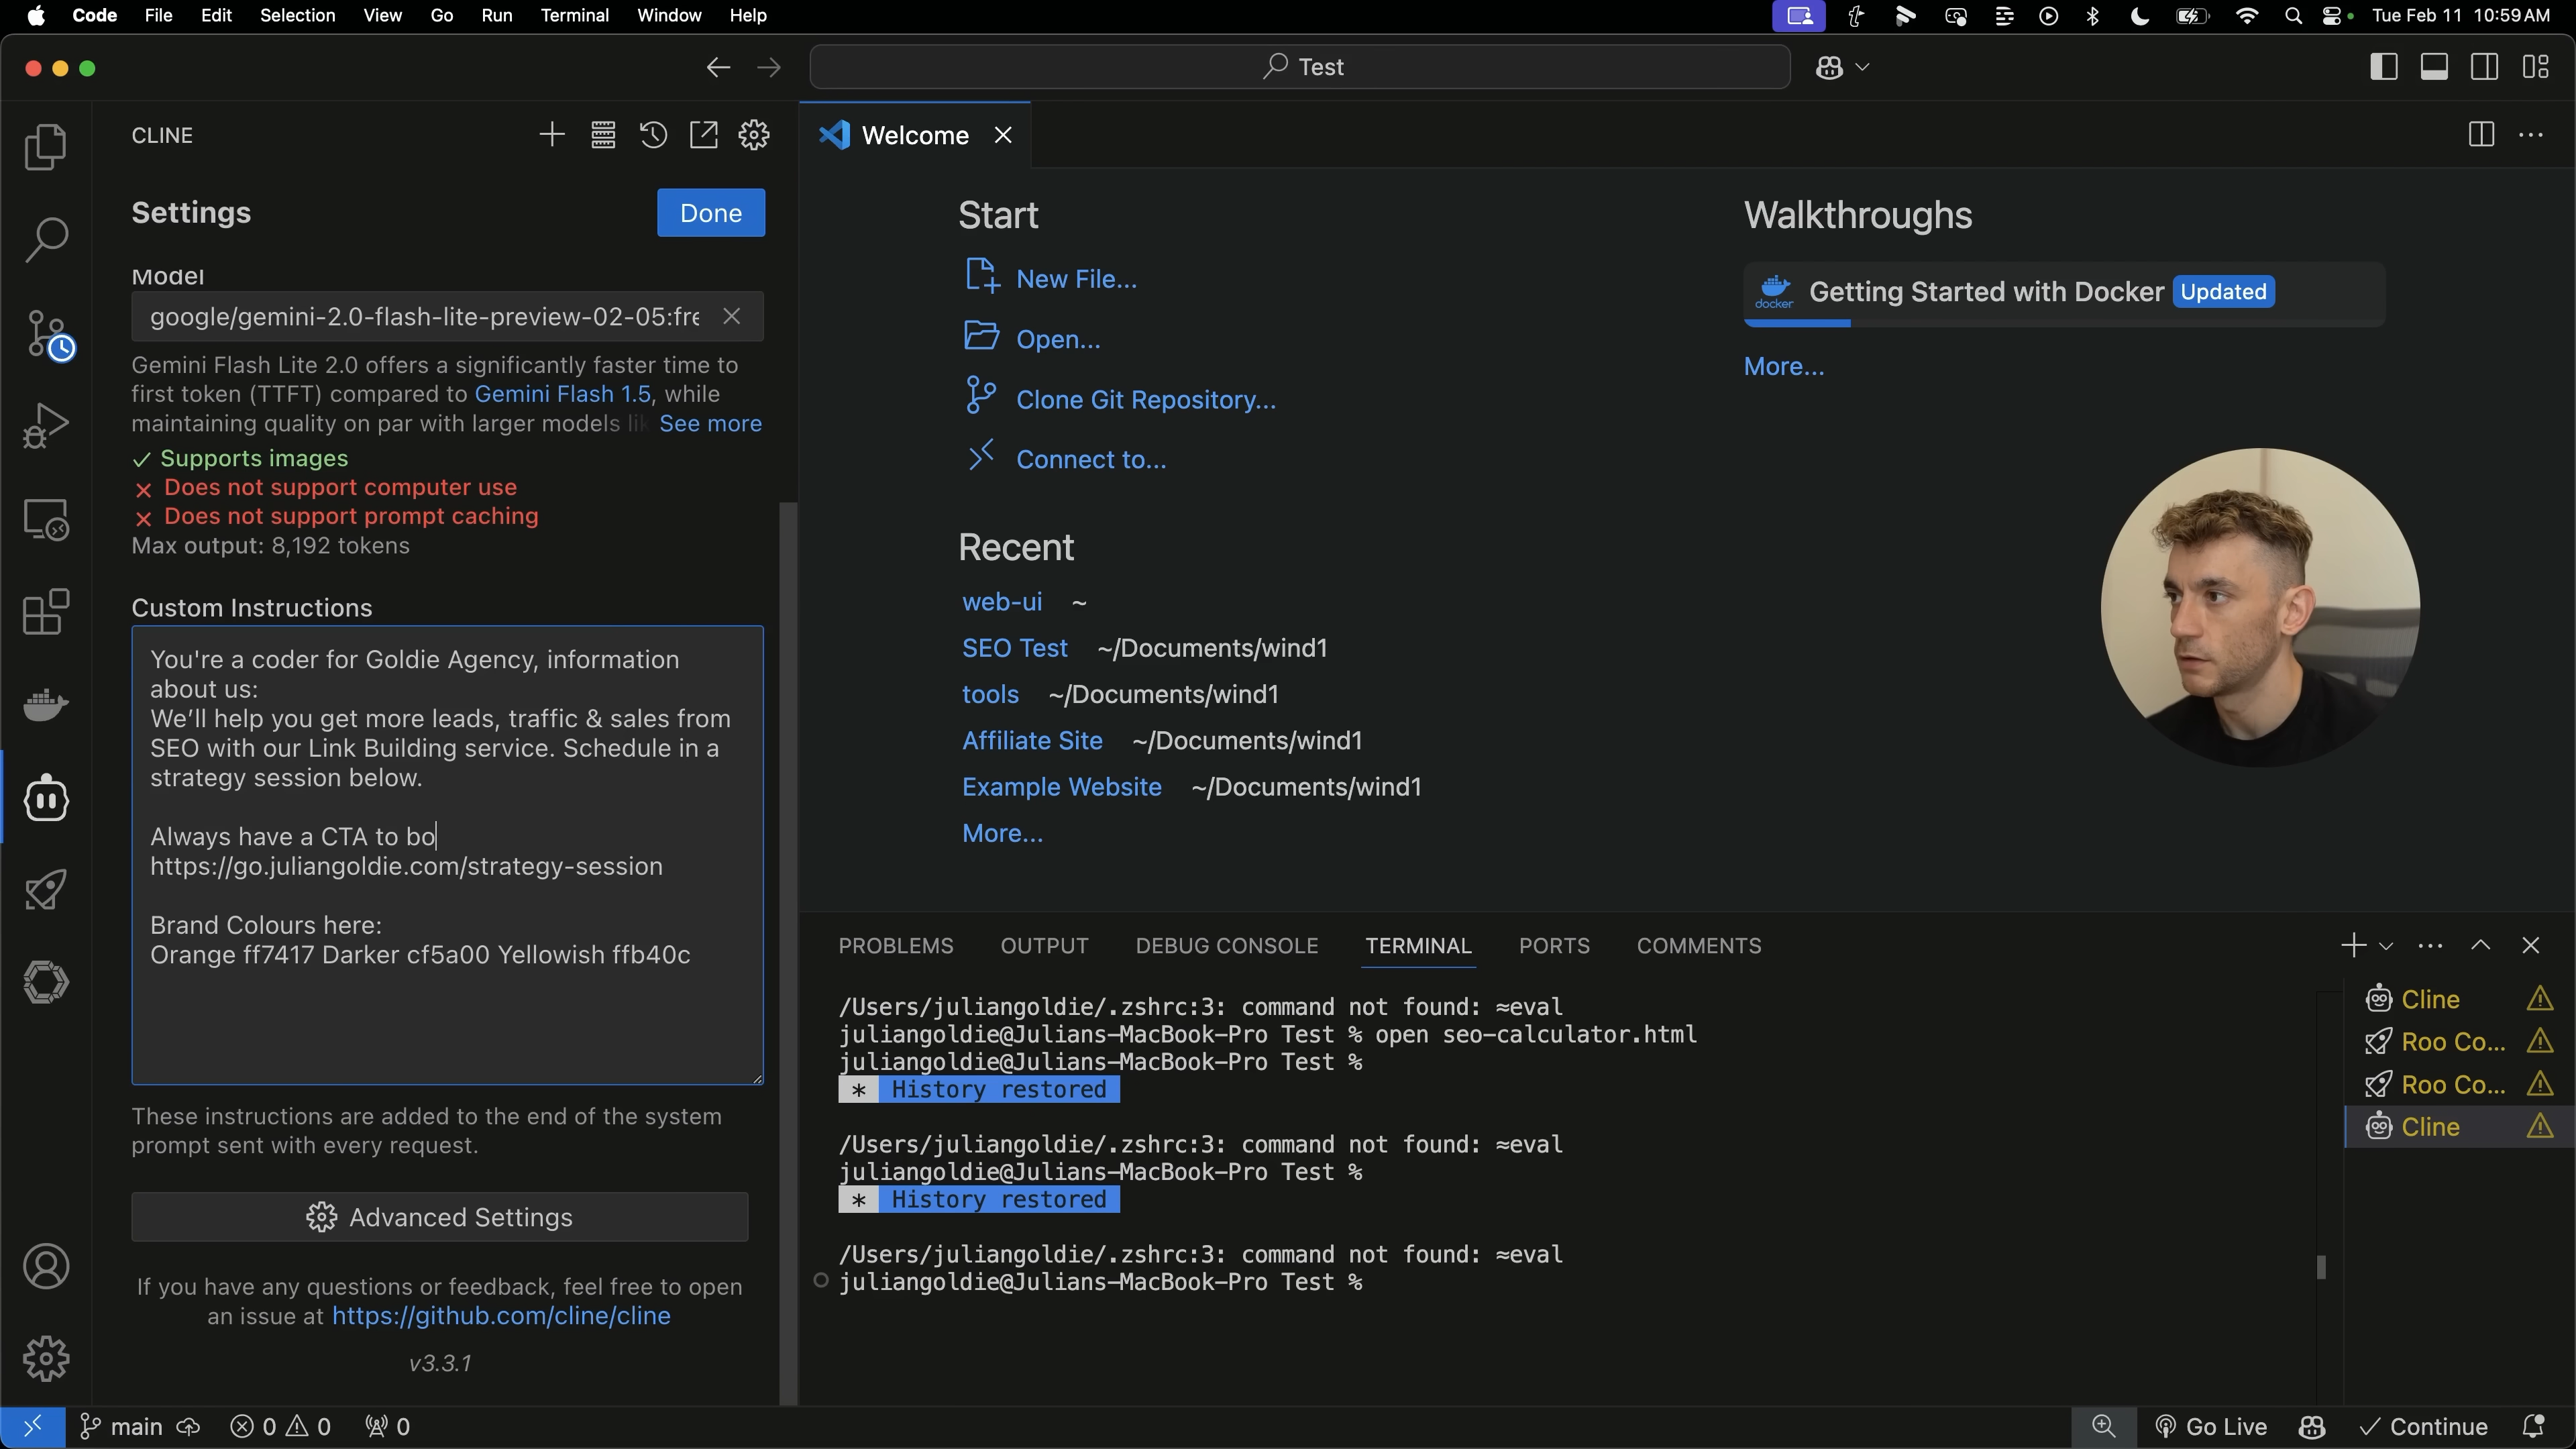 Code File Edit Selection View Go Run Terminal Window Help
Tue Feb 11 10:59 AM
Test
CLINE
Settings
Done
Model
google/gemini-2.0-flash-lite-preview-02-05:fre
Gemini Flash Lite 2.0 offers a significantly faster time to
first token (TTFT) compared to Gemini Flash 1.5, while
maintaining quality on par with larger models li See more
Supports images
Does not support computer use
Does not support prompt caching
Max output: 8,192 tokens
Custom Instructions
You're a coder for Goldie Agency, information
about us:
We’ll help you get more leads, traffic & sales from
SEO with our Link Building service. Schedule in a
strategy session below.
Always have a CTA to bo
https://go.juliangoldie.com/strategy-session
Brand Colours here:
Orange ff7417 Darker cf5a00 Yellowish ffb40c
These instructions are added to the end of the system
prompt sent with every request.
Advanced Settings
If you have any questions or feedback, feel free to open
an issue at https://github.com/cline/cline
v3.3.1
Welcome
Start
New File...
Open...
Clone Git Repository...
Connect to...
Recent
web-ui ~
SEO Test ~/Documents/wind1
tools ~/Documents/wind1
Affiliate Site ~/Documents/wind1
Example Website ~/Documents/wind1
More...
Walkthroughs
docker
Getting Started with Docker Updated
More...
PROBLEMS OUTPUT DEBUG CONSOLE TERMINAL PORTS COMMENTS
/Users/juliangoldie/.zshrc:3: command not found: ≈eval
juliangoldie@Julians-MacBook-Pro Test % open seo-calculator.html
juliangoldie@Julians-MacBook-Pro Test %
* History restored
/Users/juliangoldie/.zshrc:3: command not found: ≈eval
juliangoldie@Julians-MacBook-Pro Test %
* History restored
/Users/juliangoldie/.zshrc:3: command not found: ≈eval
juliangoldie@Julians-MacBook-Pro Test %
Cline
Roo Co...
Roo Co...
Cline
main 0 0 0
Go Live Continue